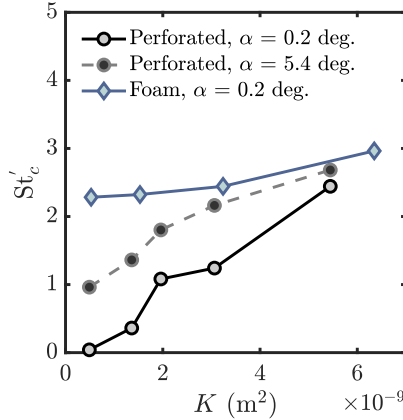 5
4
3
2
1
0
St′c
Perforated, α = 0.2 deg.
Perforated, α = 5.4 deg.
Foam, α = 0.2 deg.
0 2 4 6
K (m²) ×10⁻⁹